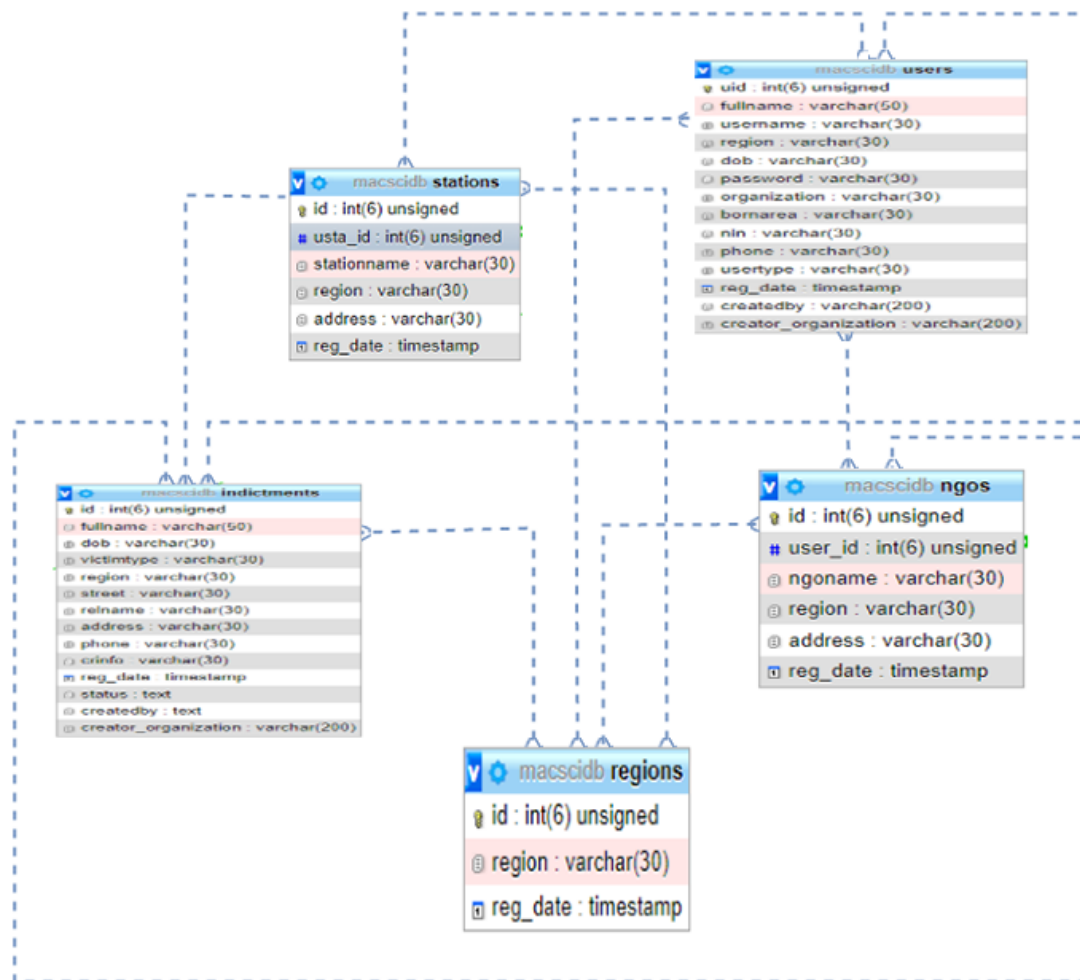 macscidb users
uid : int(6) unsigned
fullname : varchar(50)
username : varchar(30)
region : varchar(30)
dob : varchar(30)
password : varchar(30)
organization : varchar(30)
bornarea : varchar(30)
nin : varchar(30)
phone : varchar(30)
usertype : varchar(30)
reg_date : timestamp
createdby : varchar(200)
creator_organization : varchar(200)
macscidb stations
id : int(6) unsigned
usta_id : int(6) unsigned
stationname : varchar(30)
region : varchar(30)
address : varchar(30)
reg_date : timestamp
macscidb indictments
id : int(6) unsigned
fullname : varchar(50)
dob : varchar(30)
victimtype : varchar(30)
region : varchar(30)
street : varchar(30)
relname : varchar(30)
address : varchar(30)
phone : varchar(30)
crinfo : varchar(30)
reg_date : timestamp
status : text
createdby : text
creator_organization : varchar(200)
macscidb ngos
id : int(6) unsigned
user_id : int(6) unsigned
ngoname : varchar(30)
region : varchar(30)
address : varchar(30)
reg_date : timestamp
macscidb regions
id : int(6) unsigned
region : varchar(30)
reg_date : timestamp